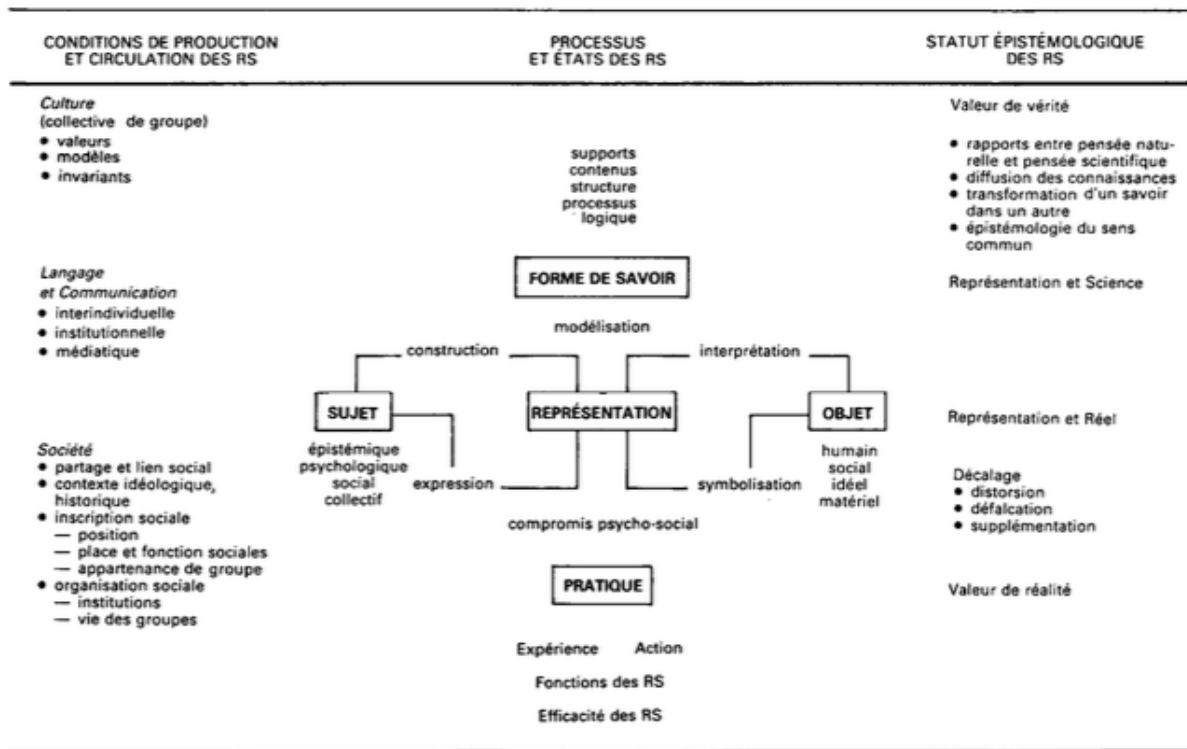 CONDITIONS DE PRODUCTION
ET CIRCULATION DES RS
PROCESSUS
ET ÉTATS DES RS
STATUT ÉPISTÉMOLOGIQUE
DES RS
Culture
(collective de groupe)
• valeurs
• modèles
• invariants
Langage
et Communication
• interindividuelle
• institutionnelle
• médiatique
Société
• partage et lien social
• contexte idéologique,
historique
• inscription sociale
— position
— place et fonction sociales
— appartenance de groupe
• organisation sociale
— institutions
— vie des groupes
supports
contenus
structure
processus
logique
FORME DE SAVOIR
modélisation
construction
interprétation
SUJET
REPRÉSENTATION
OBJET
épistémique
psychologique
social
collectif
expression
symbolisation
humain
social
idéel
matériel
compromis psycho-social
PRATIQUE
Expérience Action
Fonctions des RS
Efficacité des RS
Valeur de vérité
• rapports entre pensée natu-
relle et pensée scientifique
• diffusion des connaissances
• transformation d'un savoir
dans un autre
• épistémologie du sens
commun
Représentation et Science
Représentation et Réel
Décalage
• distorsion
• défalcation
• supplémentation
Valeur de réalité